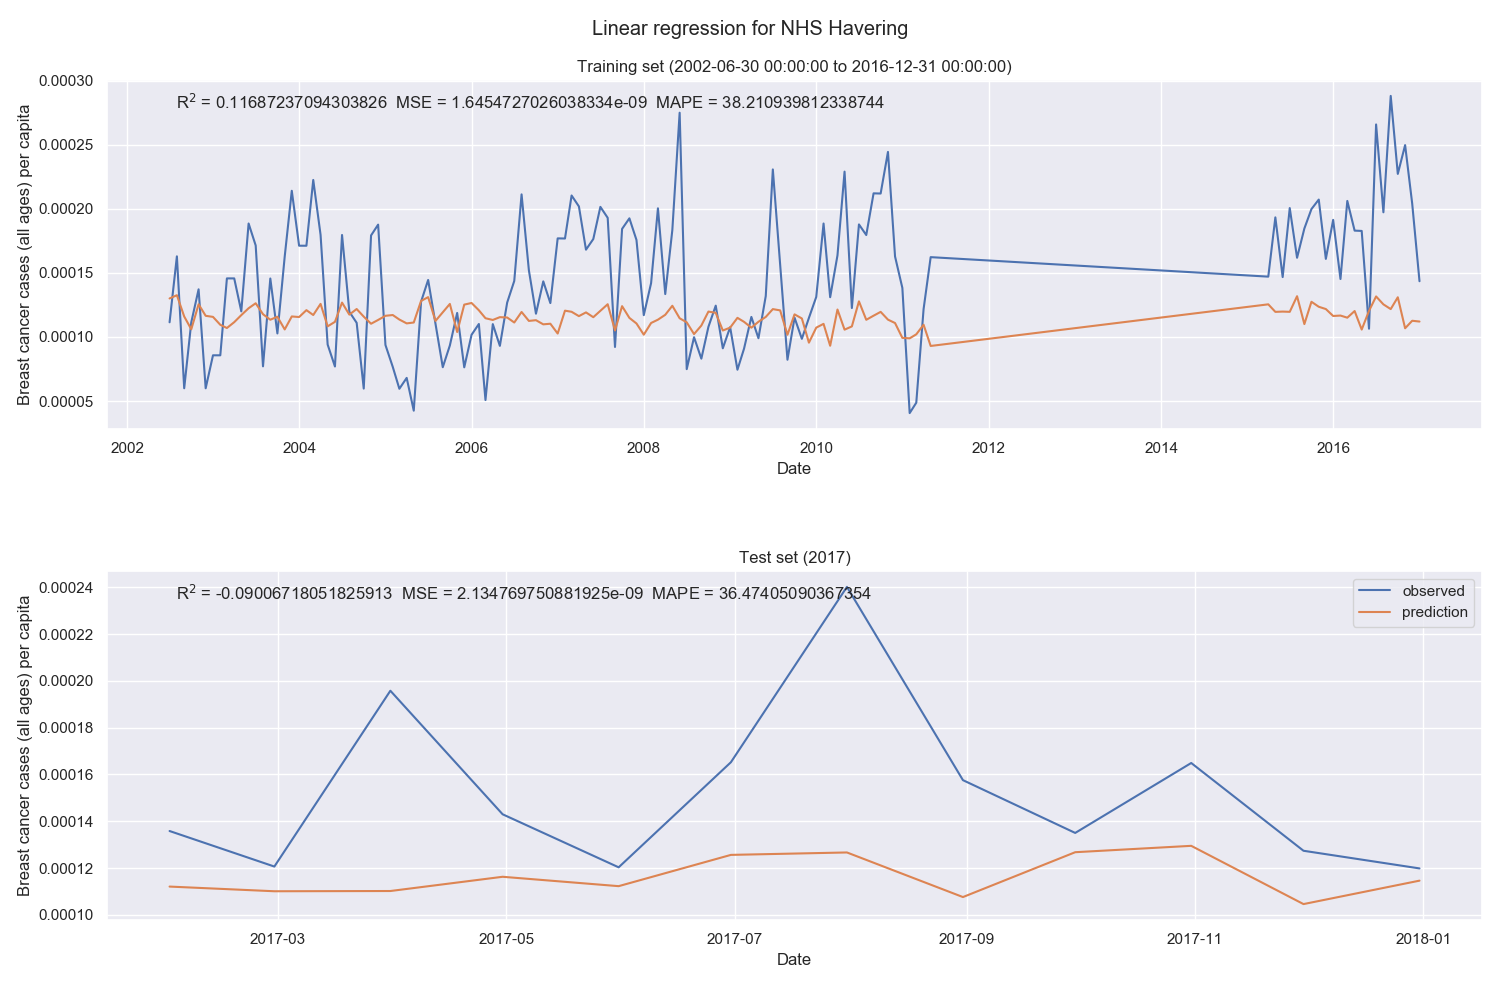 Linear regression for NHS Havering
Training set (2002-06-30 00:00:00 to 2016-12-31 00:00:00)
R² = 0.11687237094303826 MSE = 1.6454727026038334e-09 MAPE = 38.210939812338744
Breast cancer cases (all ages) per capita
0.00030
0.00025
0.00020
0.00015
0.00010
0.00005
2002 2004 2006 2008 2010 2012 2014 2016
Date
Test set (2017)
R² = -0.09006718051825913 MSE = 2.134769750881925e-09 MAPE = 36.47405090367354
observed
prediction
Breast cancer cases (all ages) per capita
0.00024
0.00022
0.00020
0.00018
0.00016
0.00014
0.00012
0.00010
2017-03 2017-05 2017-07 2017-09 2017-11 2018-01
Date